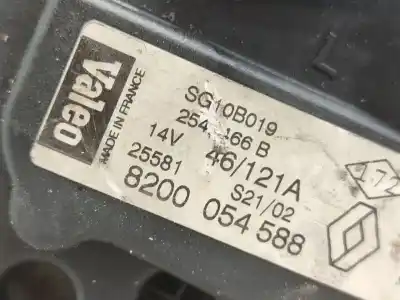 Valeo
MADE IN FRANCE
SG10B019
14V 46/121A
25581 S21/02
8200 054 588
L